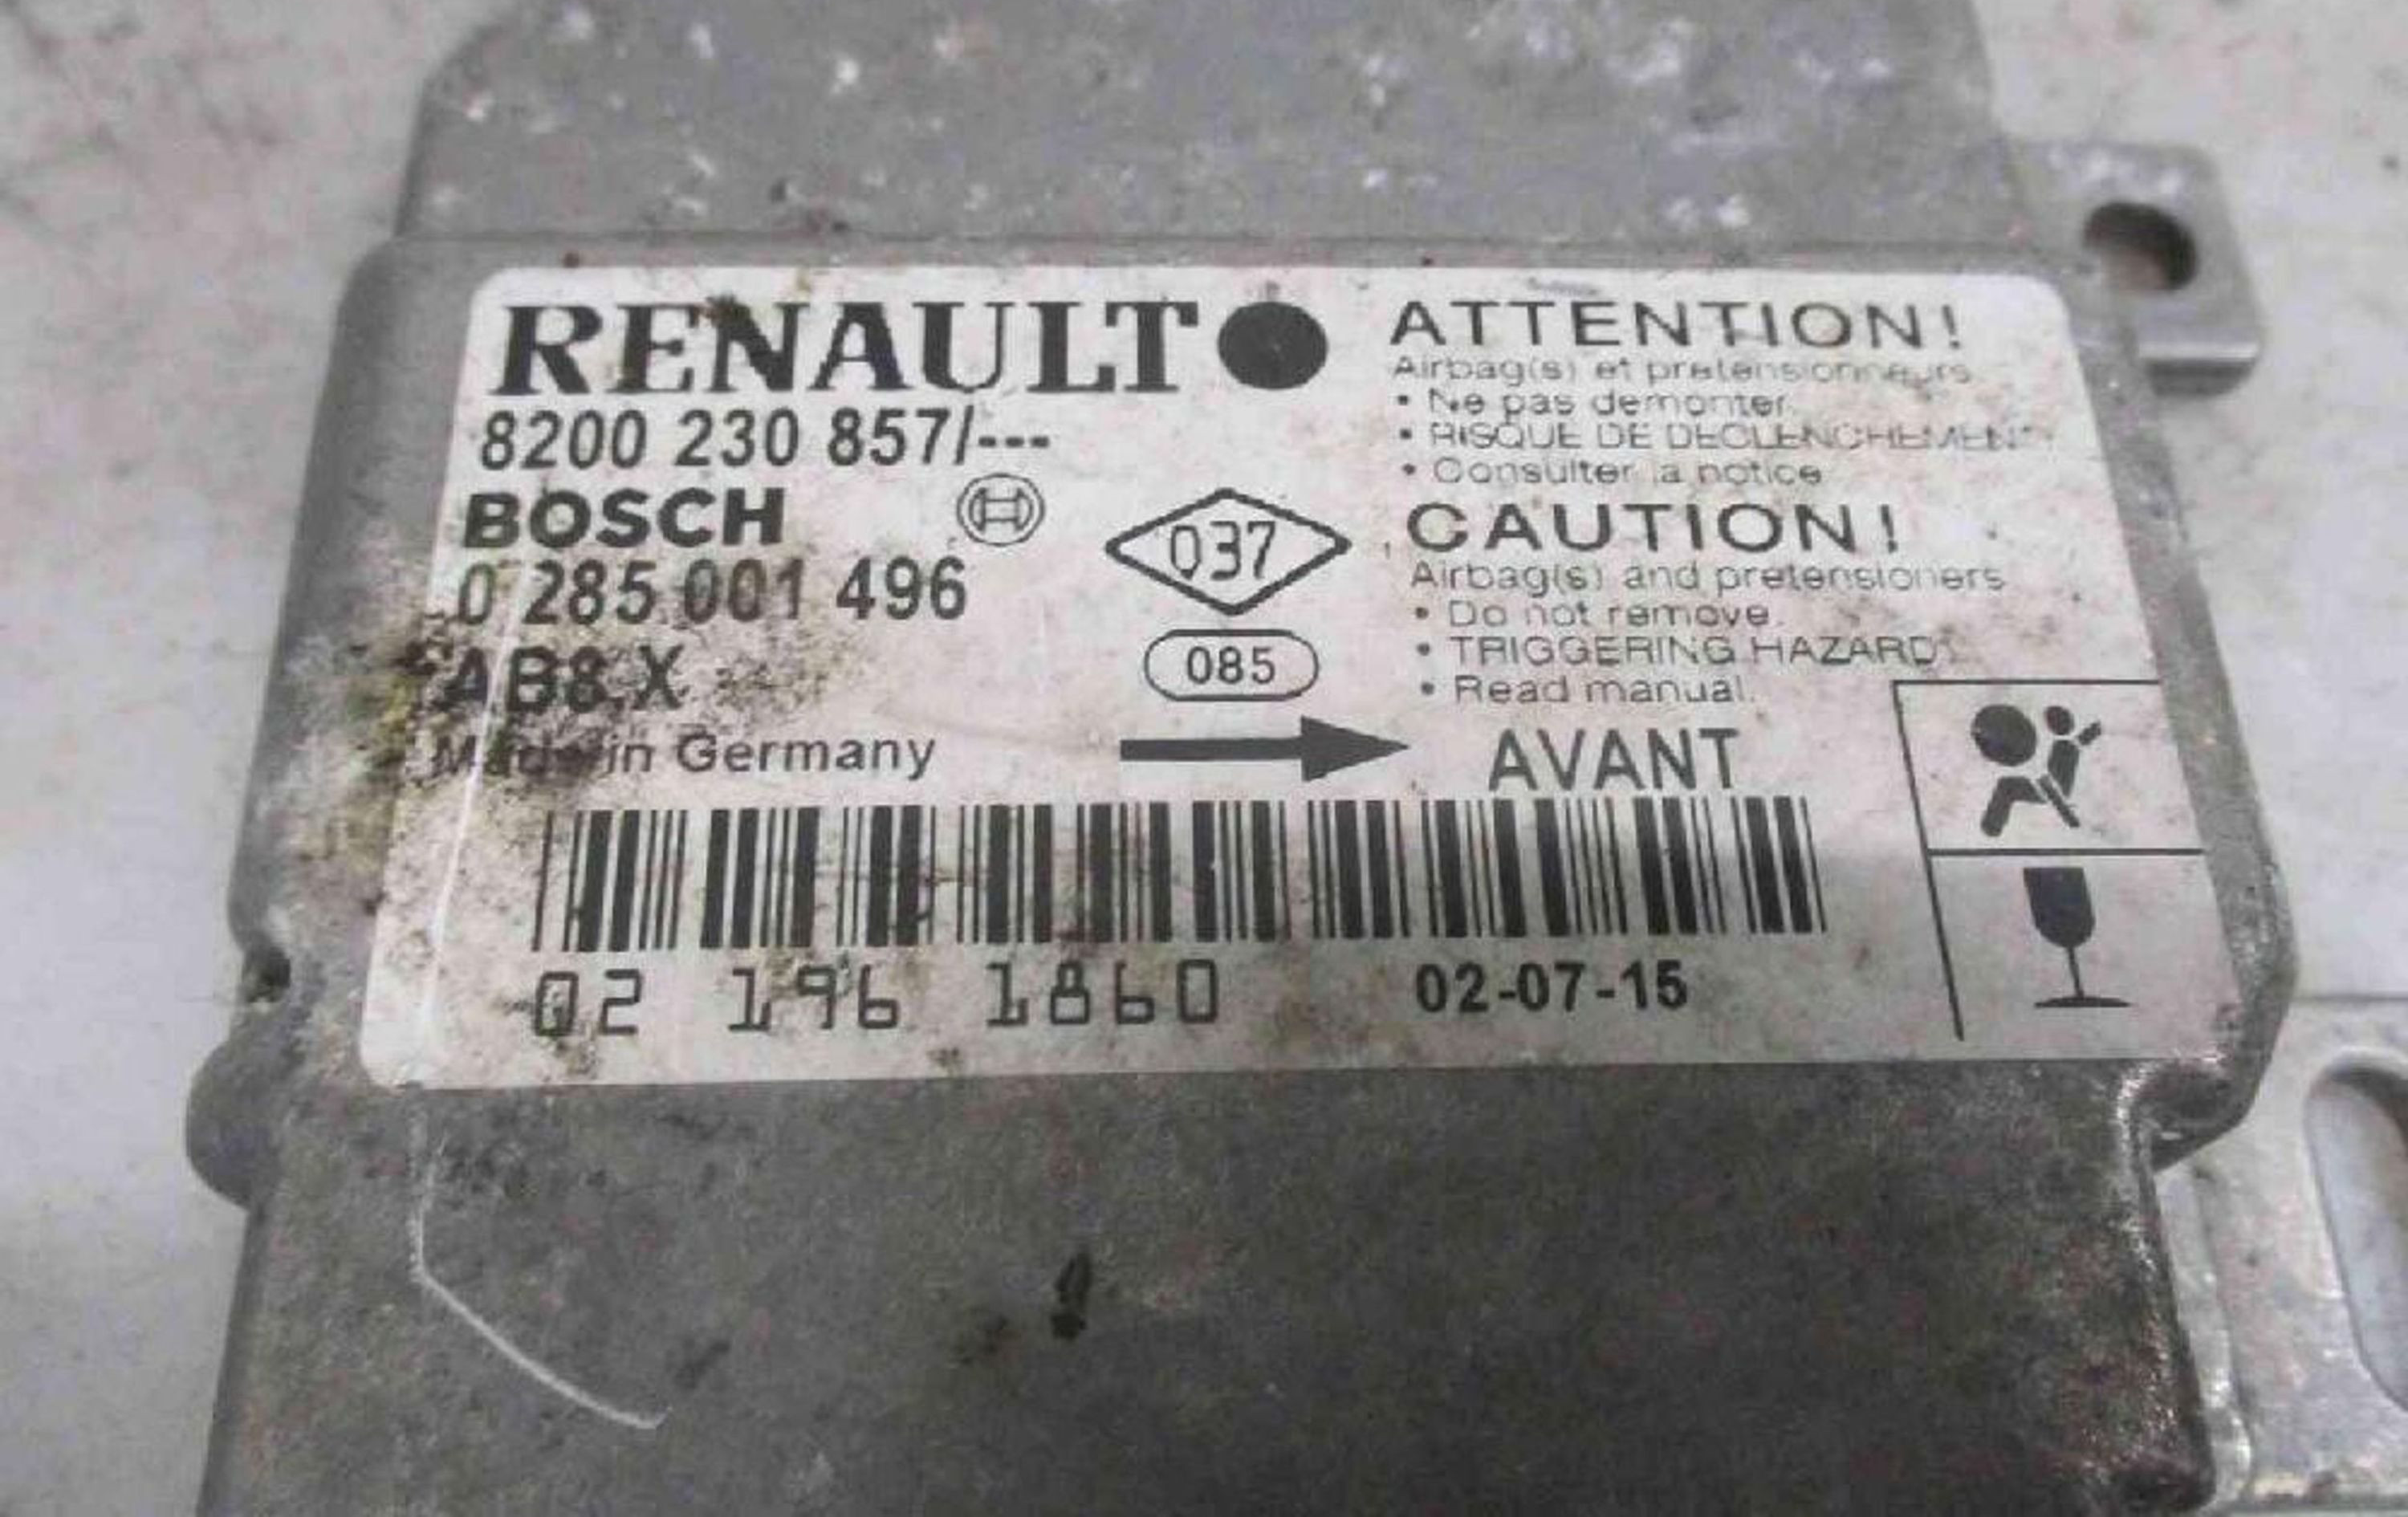 RENAULT
8200 230 857/---
BOSCH
0 285 001 496
AB8.X
Made in Germany
037
085
ATTENTION!
Airbag(s) et pretensionneurs
• Ne pas demonter.
• RISQUE DE DECLENCHEMENT
• Consulter la notice
CAUTION!
Airbag(s) and pretensioners
• Do not remove.
• TRIGGERING HAZARD
• Read manual.
AVANT
02 196 1860
02-07-15